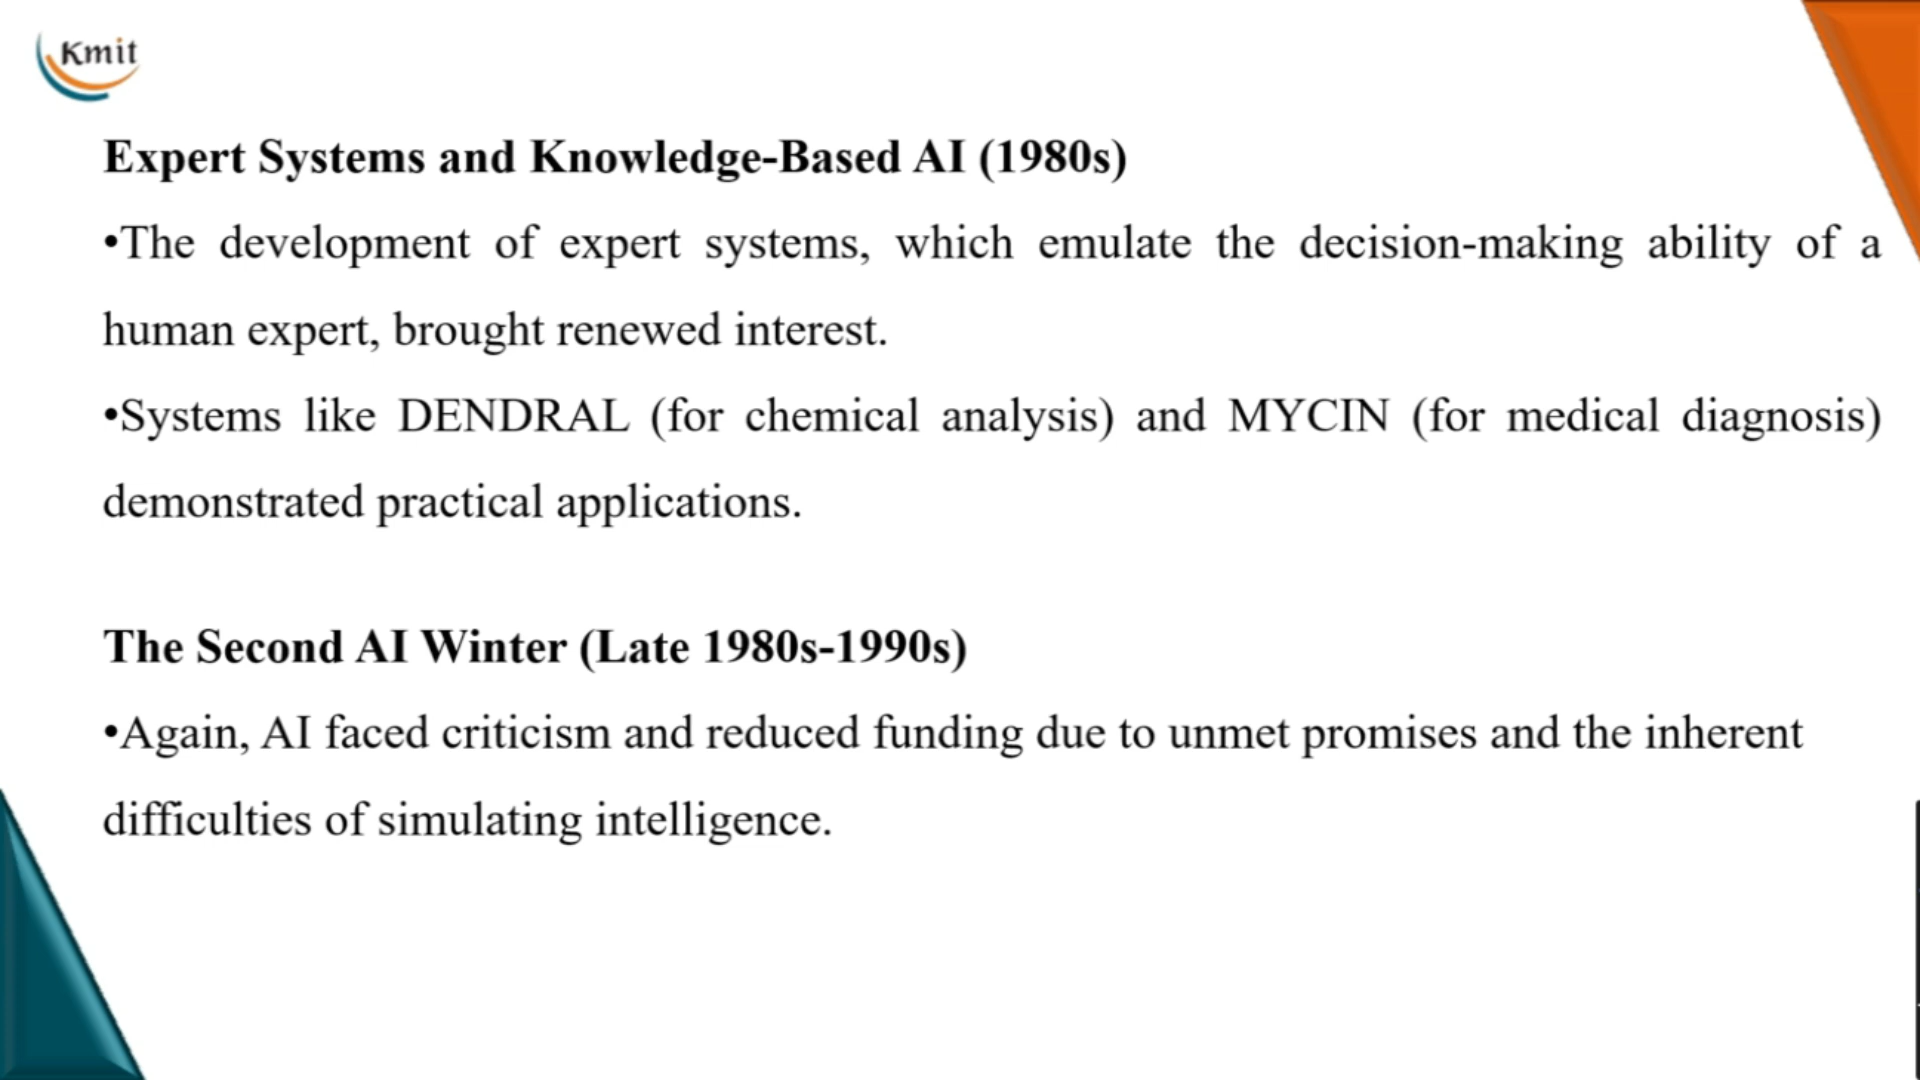 Kmit
Expert Systems and Knowledge-Based AI (1980s)
•The development of expert systems, which emulate the decision-making ability of a
human expert, brought renewed interest.
•Systems like DENDRAL (for chemical analysis) and MYCIN (for medical diagnosis)
demonstrated practical applications.
The Second AI Winter (Late 1980s-1990s)
•Again, AI faced criticism and reduced funding due to unmet promises and the inherent
difficulties of simulating intelligence.